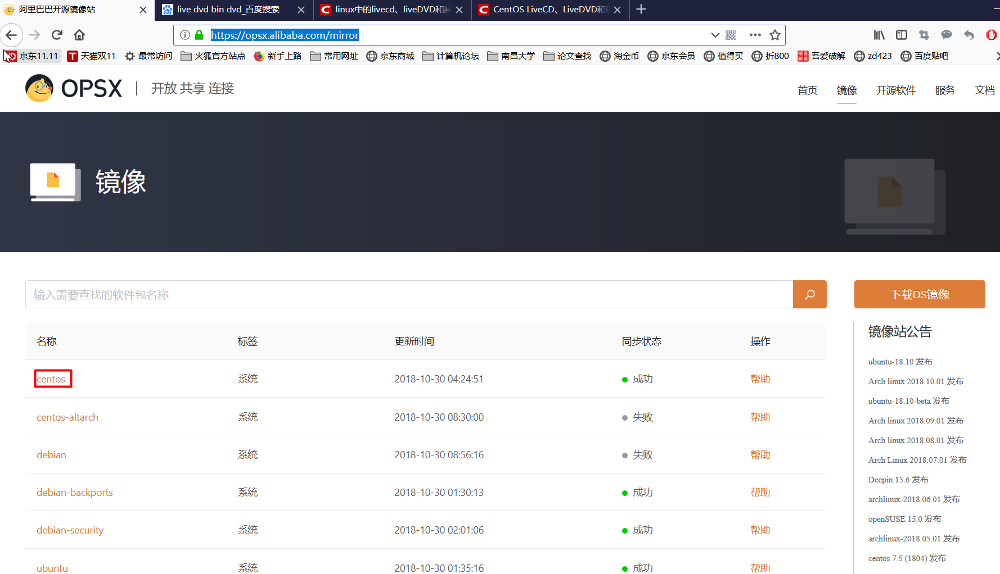 阿里巴巴开源镜像站
live dvd bin dvd_百度搜索
linux中的livecd、liveDVD和其
CentOS LiveCD、LiveDVD和
https://opsx.alibaba.com/mirror
京东11.11 天猫双11 最常访问 火狐官方站点 新手上路 常用网址 京东商城 计算机论坛 南昌大学 论文查找 淘金币 京东会员 值得买 折800 吾爱破解 zd423 百度贴吧
OPSX | 开放 共享 连接
首页 镜像 开源软件 服务 文档
镜像
输入需要查找的软件包名称
下载OS镜像
名称 标签 更新时间 同步状态 操作
centos 系统 2018-10-30 04:24:51 成功 帮助
centos-altarch 系统 2018-10-30 08:30:00 失败 帮助
debian 系统 2018-10-30 08:56:16 失败 帮助
debian-backports 系统 2018-10-30 01:30:13 成功 帮助
debian-security 系统 2018-10-30 02:01:06 成功 帮助
ubuntu 系统 2018-10-30 01:35:16 成功 帮助
镜像站公告
ubuntu-18.10 发布
Arch linux 2018.10.01 发布
ubuntu-18.10-beta 发布
Arch linux 2018.09.01 发布
Arch linux 2018.08.01 发布
Arch Linux 2018.07.01 发布
Deepin 15.6 发布
archlinux-2018.06.01 发布
openSUSE 15.0 发布
archlinux-2018.05.01 发布
centos 7.5 (1804) 发布